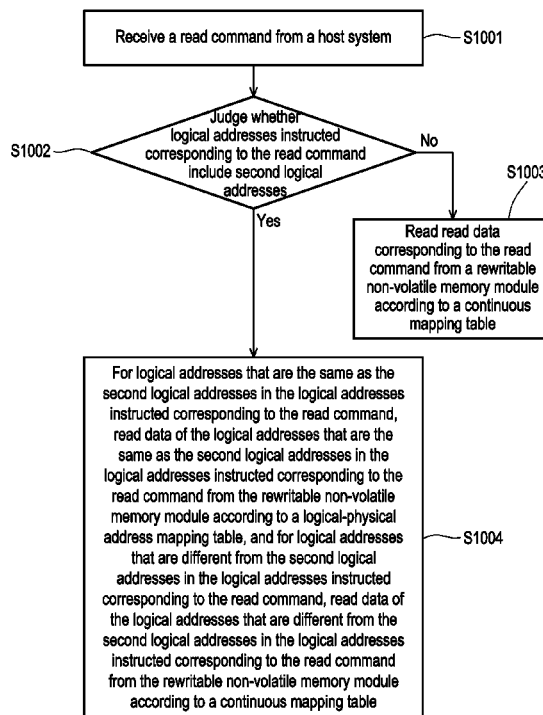 Receive a read command from a host system
S1001
Judge whether
logical addresses instructed
corresponding to the read command
include second logical
addresses
S1002
No
Yes
S1003
Read read data
corresponding to the read
command from a rewritable
non-volatile memory module
according to a continuous
mapping table
For logical addresses that are the same as the
second logical addresses in the logical addresses
instructed corresponding to the read command,
read data of the logical addresses that are the
same as the second logical addresses in the
logical addresses instructed corresponding to the
read command from the rewritable non-volatile
memory module according to a logical-physical
address mapping table, and for logical addresses
that are different from the second logical
addresses in the logical addresses instructed
corresponding to the read command, read data of
the logical addresses that are different from the
second logical addresses in the logical addresses
instructed corresponding to the read command
from the rewritable non-volatile memory module
according to a continuous mapping table
S1004